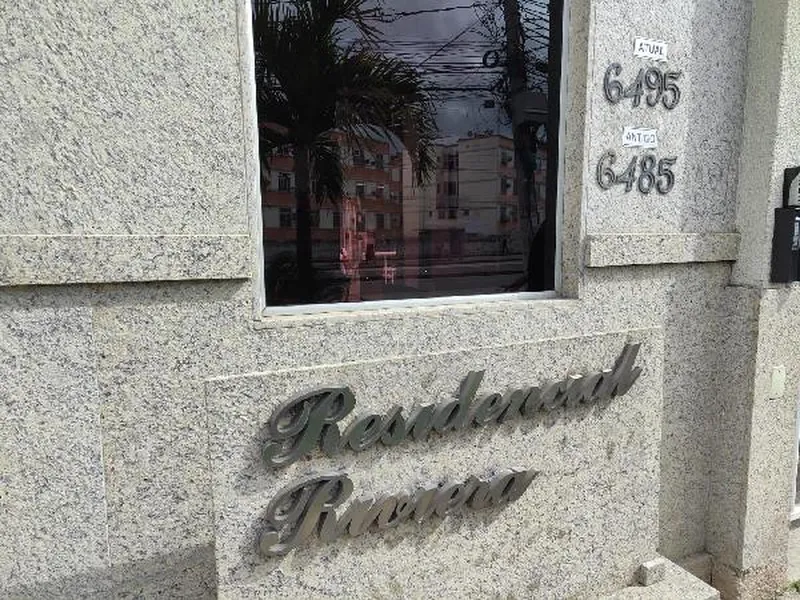 ATUAL
6495
ANTIGO
6485
Residencial
Riviera